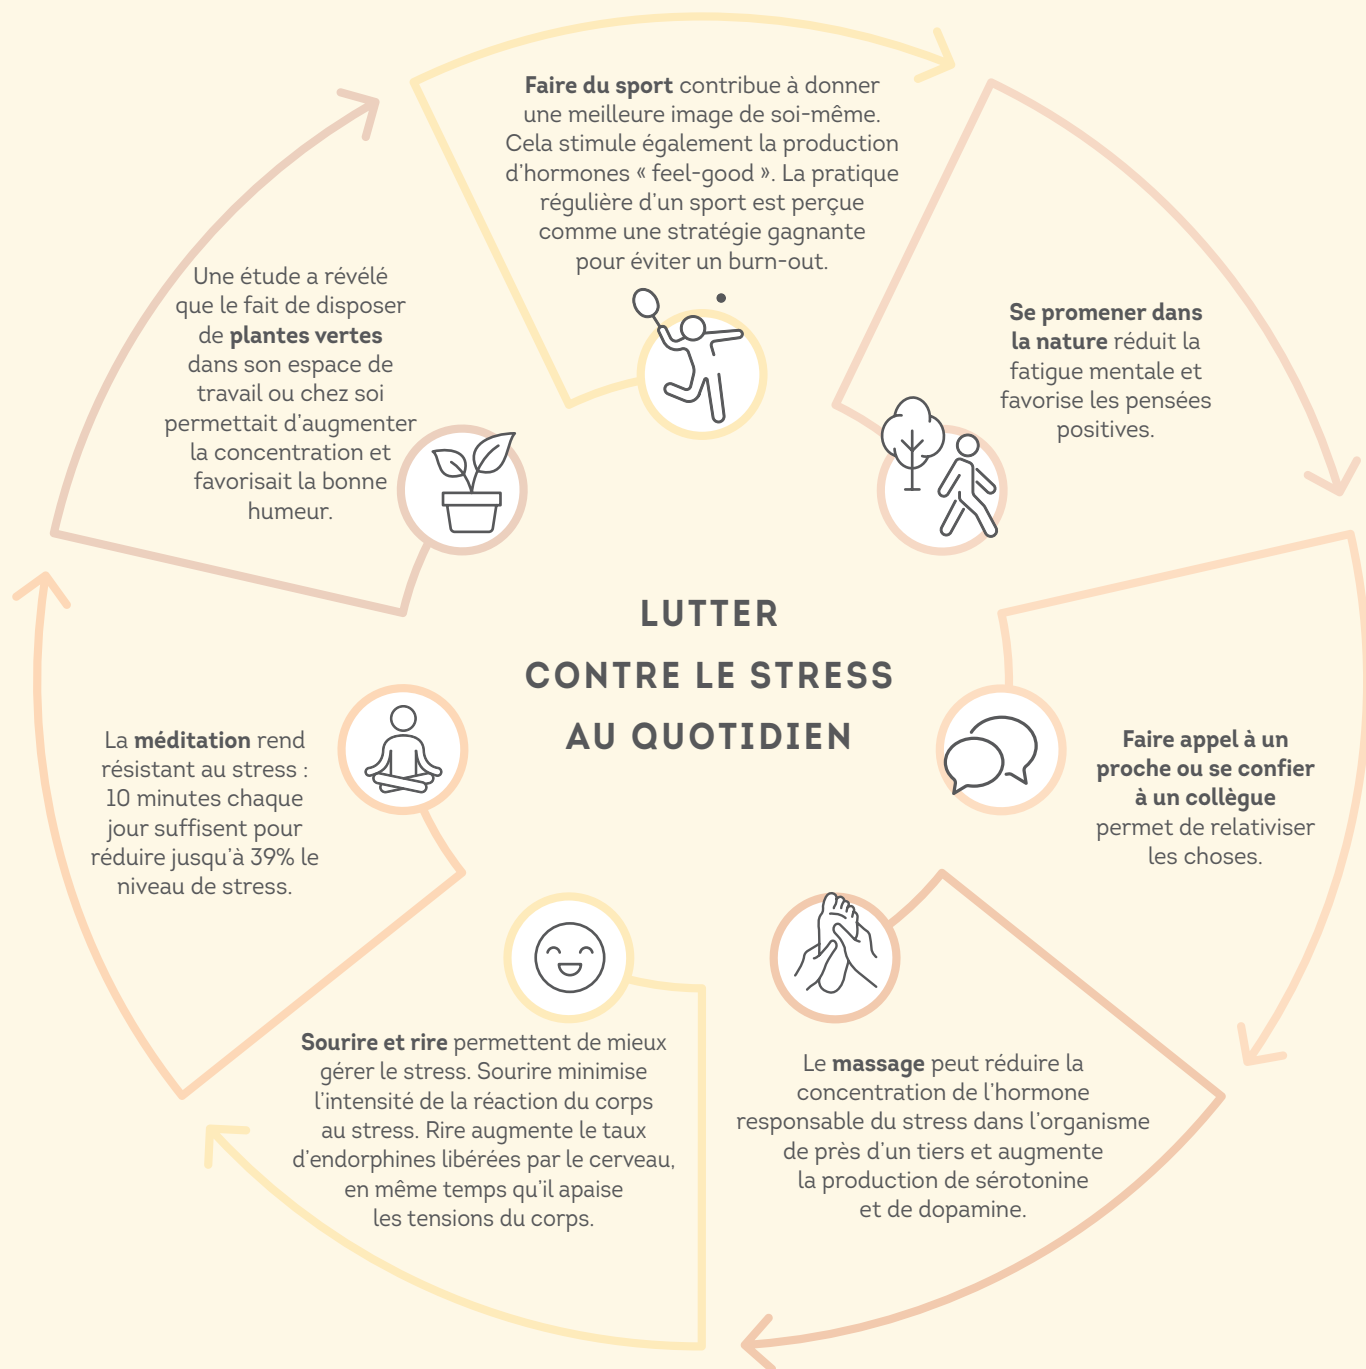 Faire du sport contribue à donner
une meilleure image de soi-même.
Cela stimule également la production
d'hormones « feel-good ». La pratique
régulière d'un sport est perçue
comme une stratégie gagnante
pour éviter un burn-out.
Se promener dans
la nature réduit la
fatigue mentale et
favorise les pensées
positives.
Faire appel à un
proche ou se confier
à un collègue
permet de relativiser
les choses.
Le massage peut réduire la
concentration de l'hormone
responsable du stress dans l'organisme
de près d'un tiers et augmente
la production de sérotonine
et de dopamine.
Sourire et rire permettent de mieux
gérer le stress. Sourire minimise
l'intensité de la réaction du corps
au stress. Rire augmente le taux
d'endorphines libérées par le cerveau,
en même temps qu'il apaise
les tensions du corps.
La méditation rend
résistant au stress :
10 minutes chaque
jour suffisent pour
réduire jusqu'à 39% le
niveau de stress.
Une étude a révélé
que le fait de disposer
de plantes vertes
dans son espace de
travail ou chez soi
permettait d'augmenter
la concentration et
favorisait la bonne
humeur.
LUTTER
CONTRE LE STRESS
AU QUOTIDIEN